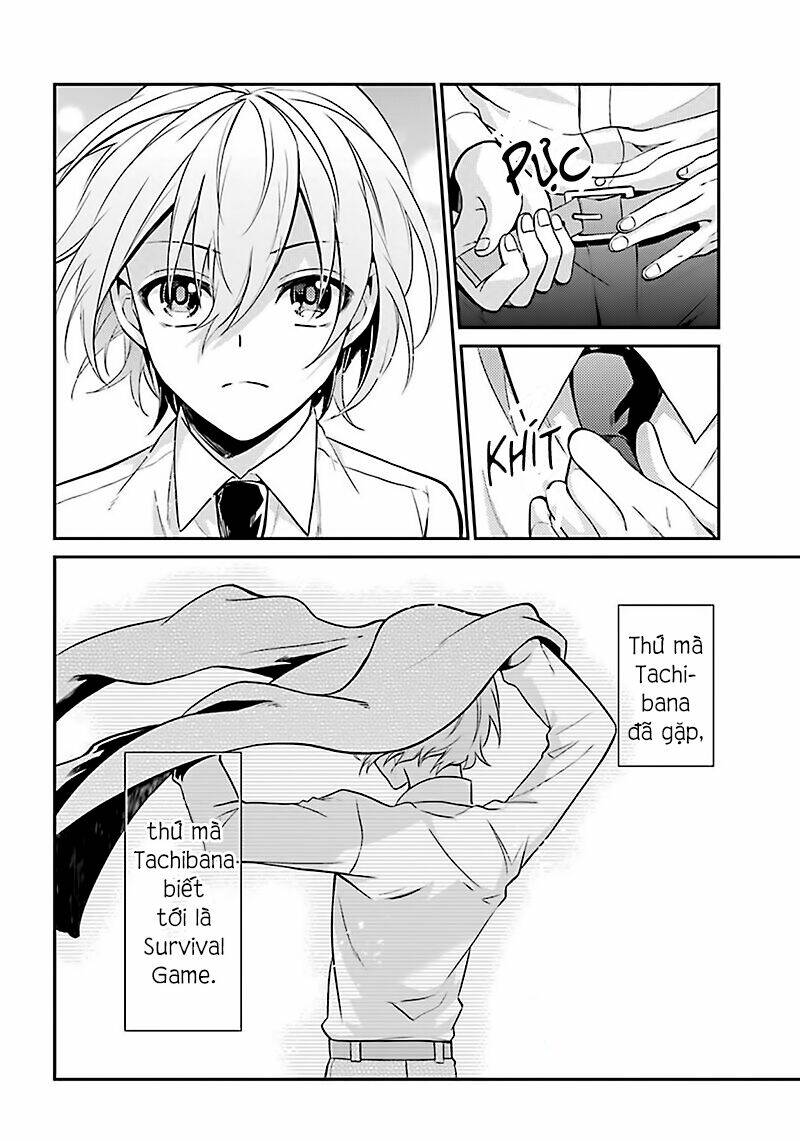 PỰC
KHÍT
Thứ mà
Tachi-
bana
đã gặp,
thứ mà
Tachibana
biết
tới là
Survival
Game.